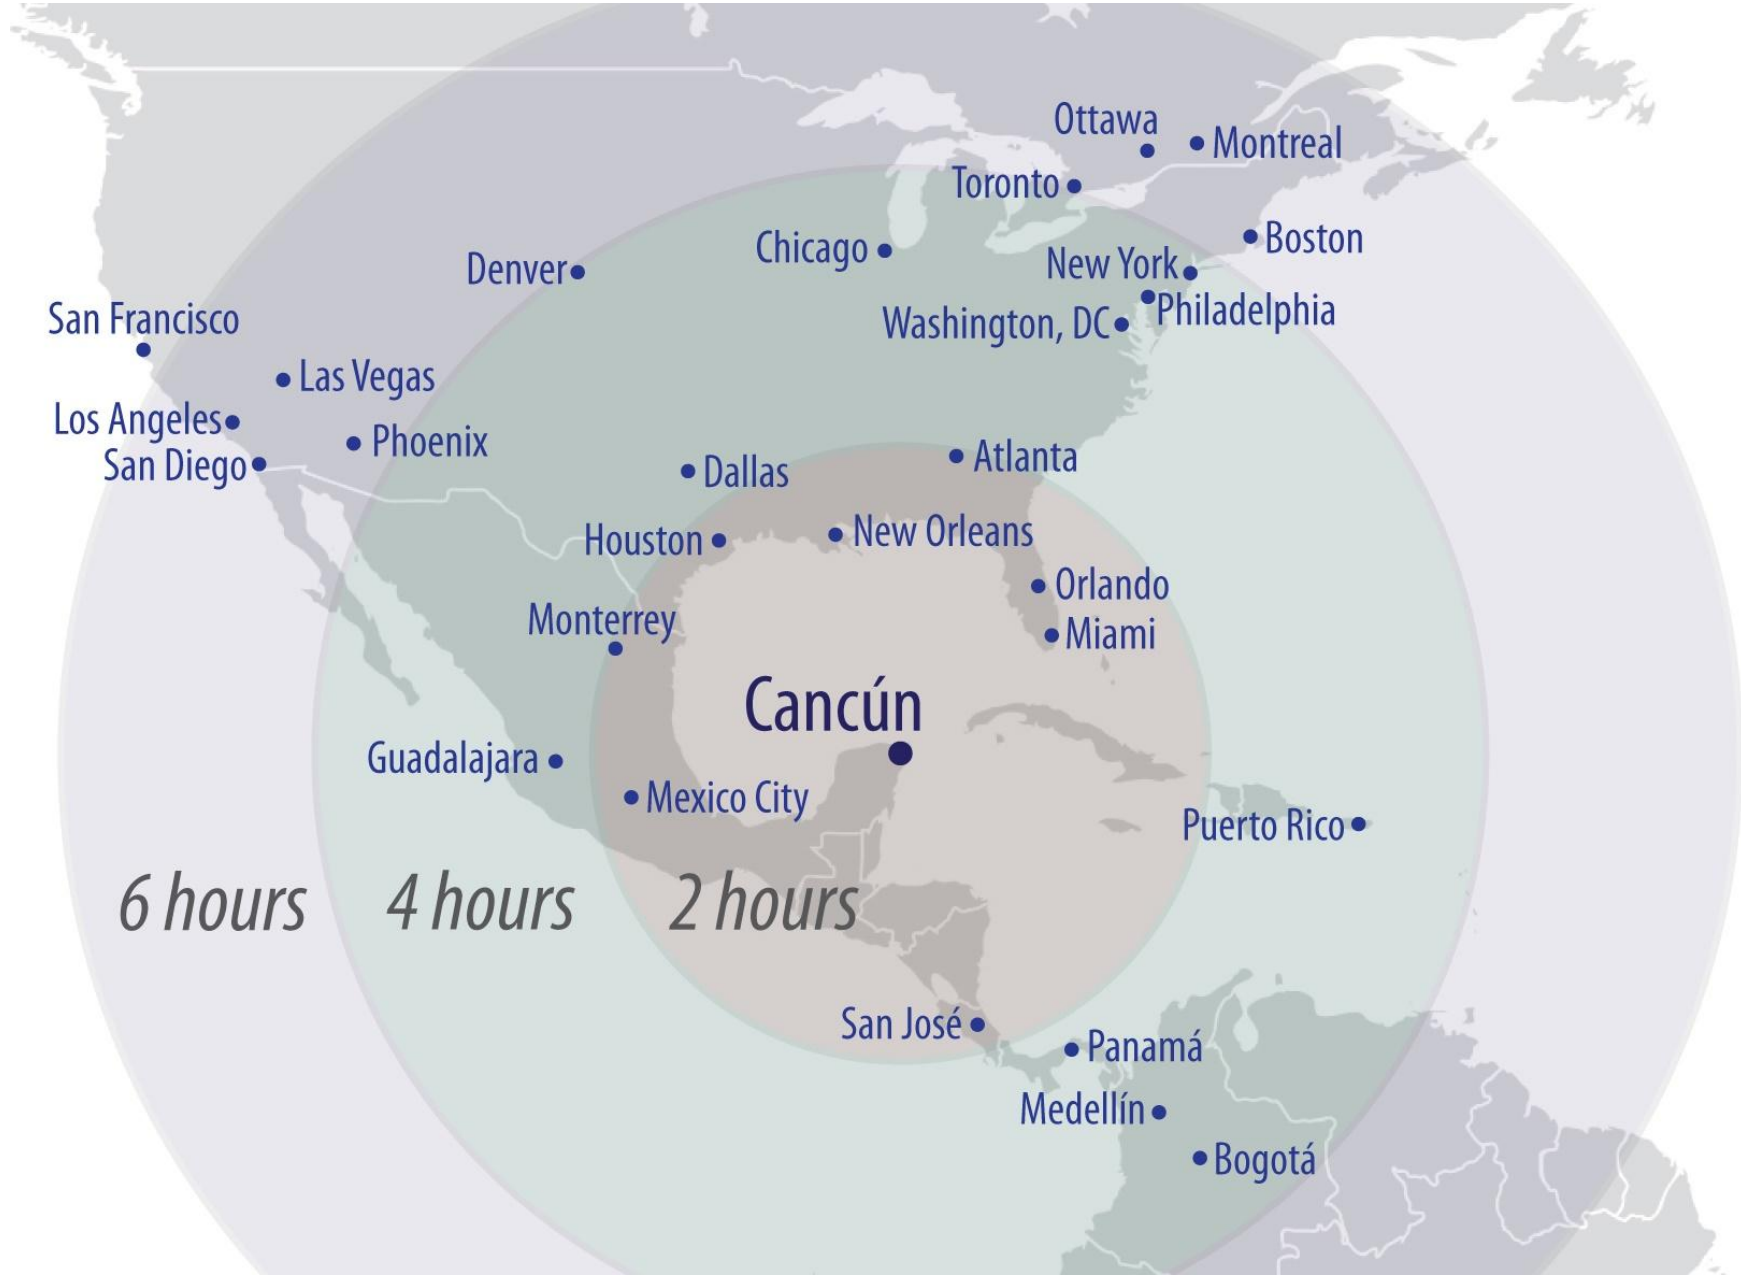 Ottawa
Montreal
Toronto
Boston
Chicago
New York
Denver
Philadelphia
San Francisco
Washington, DC
Las Vegas
Los Angeles
Phoenix
Atlanta
San Diego
Dallas
New Orleans
Houston
Orlando
Monterrey
Miami
Cancún
Guadalajara
Mexico City
Puerto Rico
6 hours
4 hours
2 hours
San José
Panamá
Medellín
Bogotá